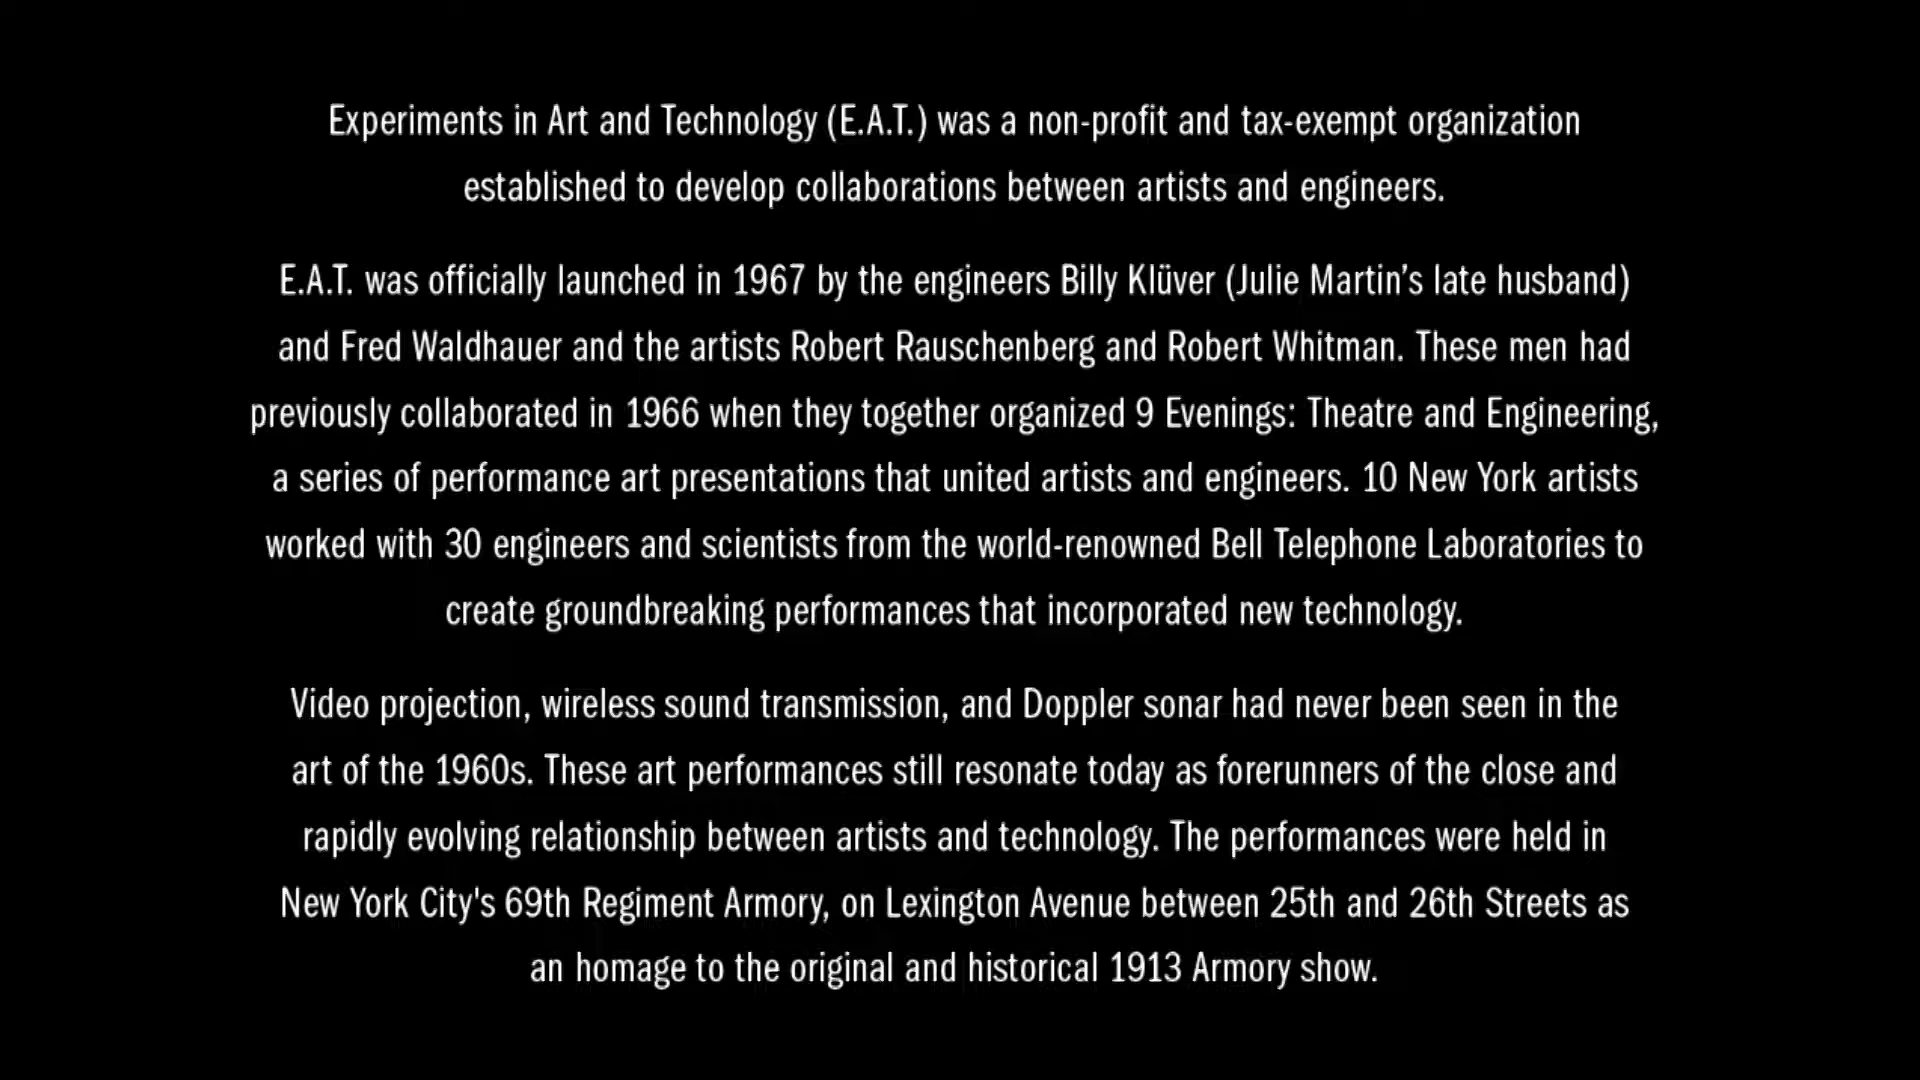 Experiments in Art and Technology (E.A.T.) was a non-profit and tax-exempt organization
established to develop collaborations between artists and engineers.
E.A.T. was officially launched in 1967 by the engineers Billy Klüver (Julie Martin’s late husband)
and Fred Waldhauer and the artists Robert Rauschenberg and Robert Whitman. These men had
previously collaborated in 1966 when they together organized 9 Evenings: Theatre and Engineering,
a series of performance art presentations that united artists and engineers. 10 New York artists
worked with 30 engineers and scientists from the world-renowned Bell Telephone Laboratories to
create groundbreaking performances that incorporated new technology.
Video projection, wireless sound transmission, and Doppler sonar had never been seen in the
art of the 1960s. These art performances still resonate today as forerunners of the close and
rapidly evolving relationship between artists and technology. The performances were held in
New York City's 69th Regiment Armory, on Lexington Avenue between 25th and 26th Streets as
an homage to the original and historical 1913 Armory show.